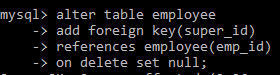 mysql> alter table employee
-> add foreign key(super_id)
-> references employee(emp_id)
-> on delete set null;